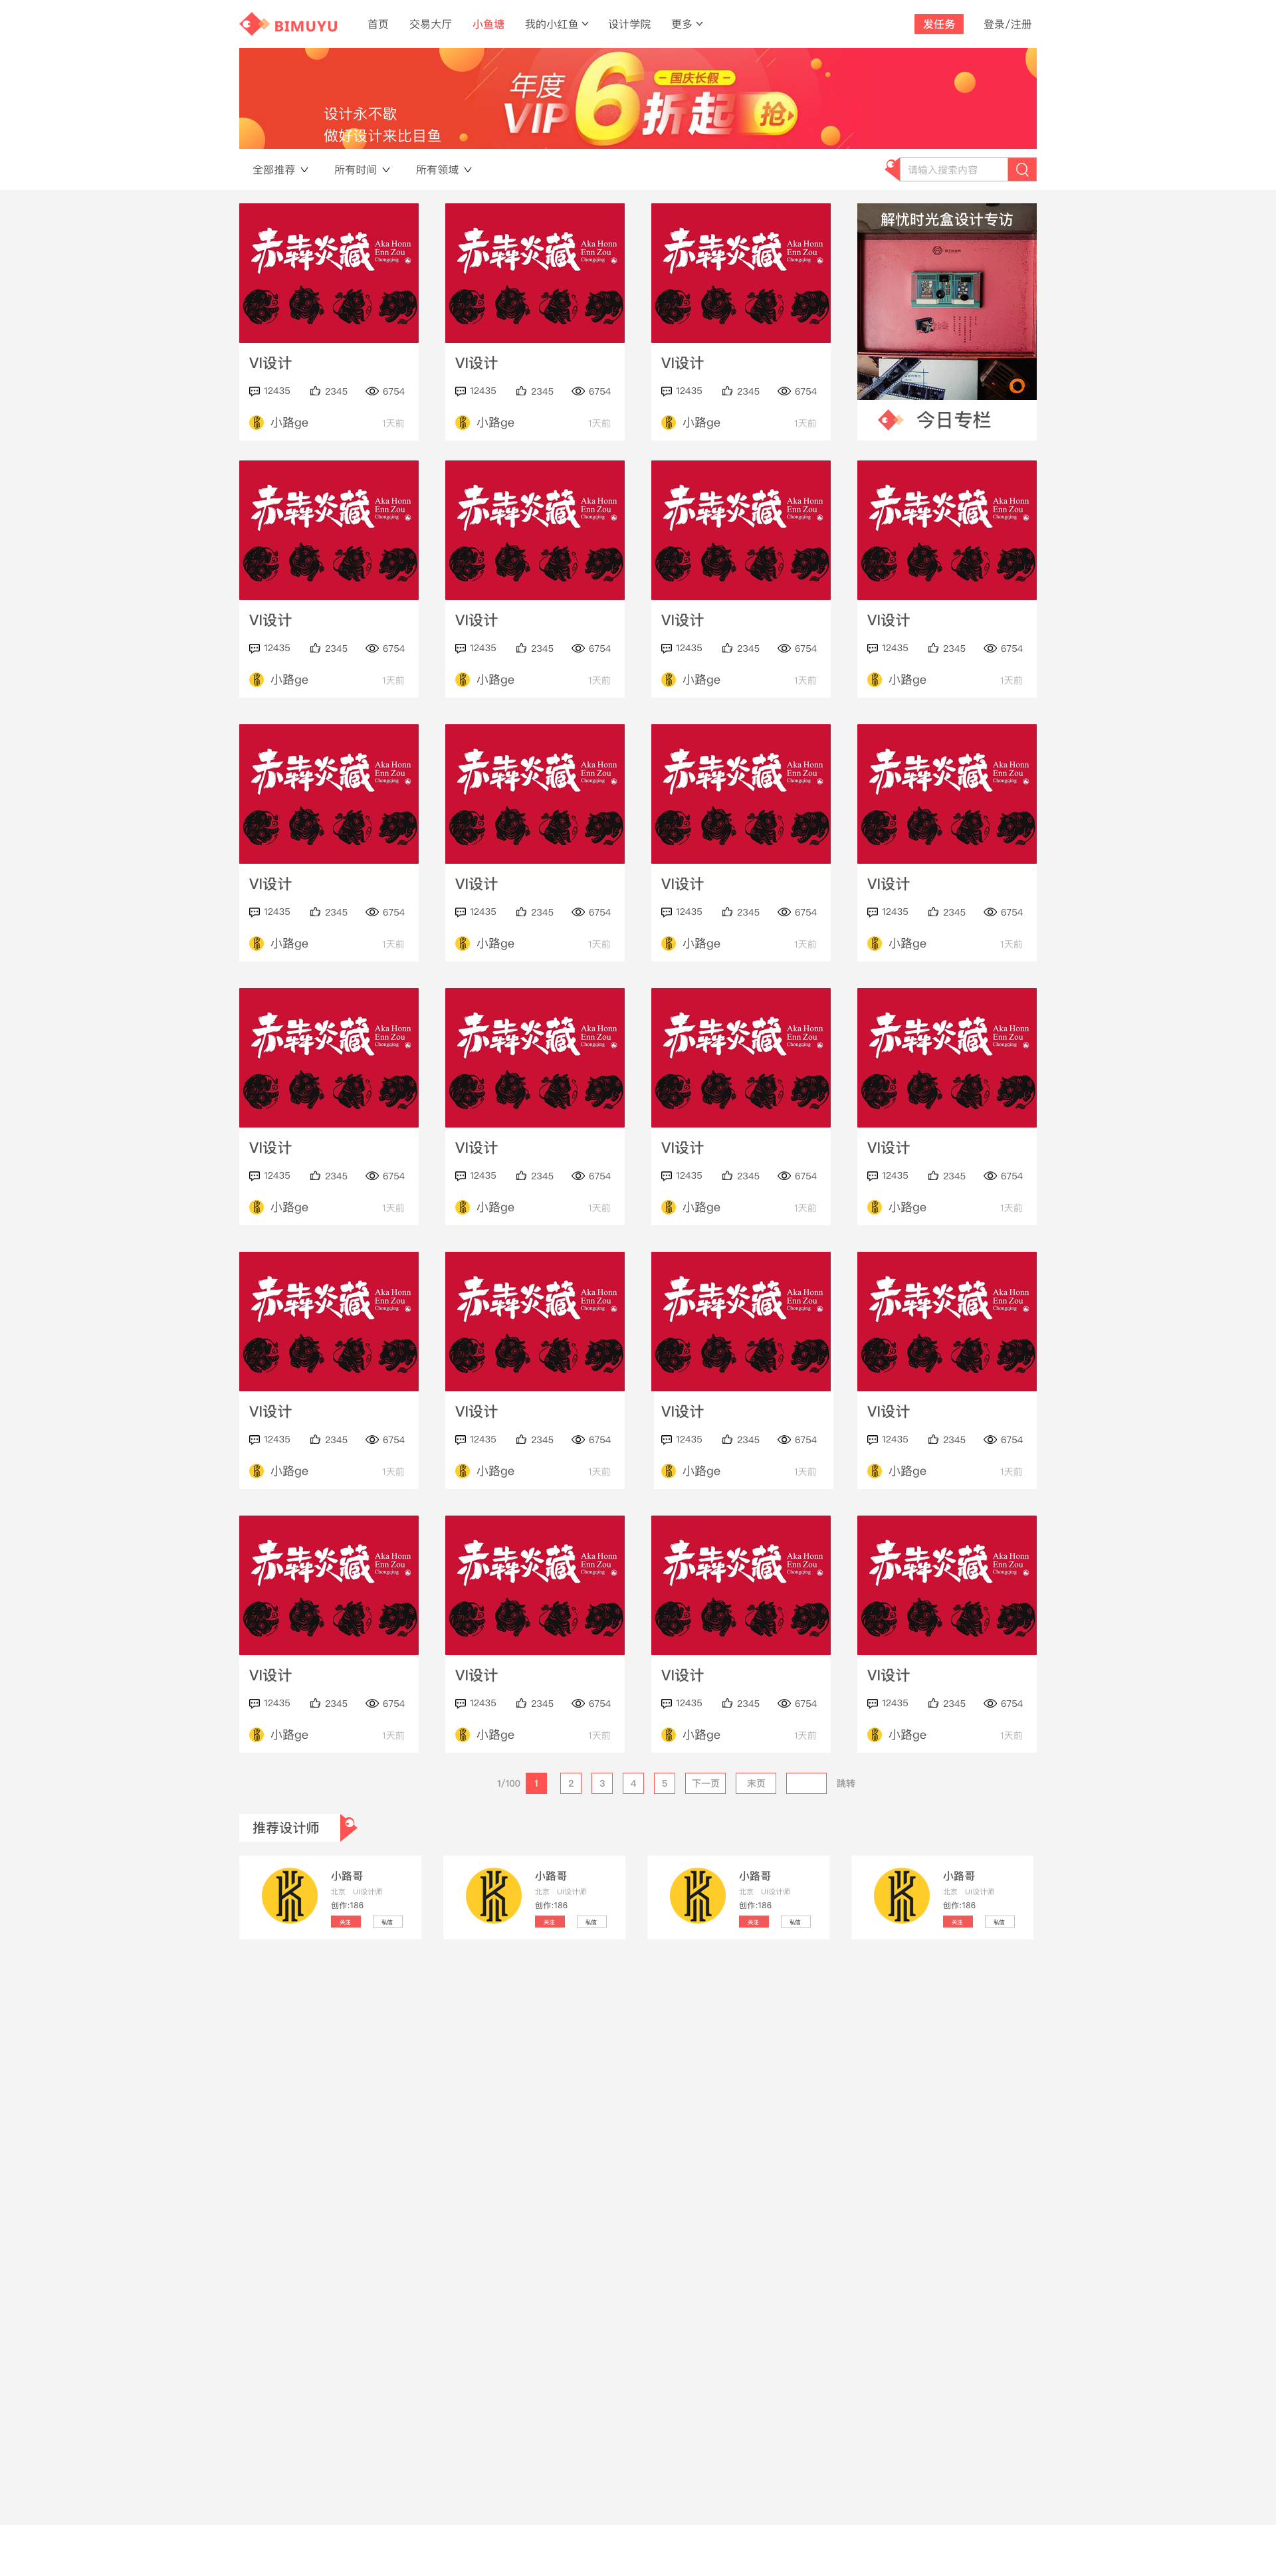 BIMUYU 首页 交易大厅 小鱼塘 我的小红鱼 设计学院 更多 发任务 登录/注册
年度 国庆长假
VIP 6折起 抢
设计永不歇
做好设计来比目鱼
全部推荐 所有时间 所有领域 请输入搜索内容
赤犇炎藏 Aka Honn Enn Zou Chongqing 赤犇炎藏 Aka Honn Enn Zou Chongqing 赤犇炎藏 Aka Honn Enn Zou Chongqing 解忧时光盒设计专访
VI设计 VI设计 VI设计
12435 2345 6754 12435 2345 6754 12435 2345 6754
小路ge 1天前 小路ge 1天前 小路ge 1天前 今日专栏
赤犇炎藏 Aka Honn Enn Zou Chongqing 赤犇炎藏 Aka Honn Enn Zou Chongqing 赤犇炎藏 Aka Honn Enn Zou Chongqing 赤犇炎藏 Aka Honn Enn Zou Chongqing
VI设计 VI设计 VI设计 VI设计
12435 2345 6754 12435 2345 6754 12435 2345 6754 12435 2345 6754
小路ge 1天前 小路ge 1天前 小路ge 1天前 小路ge 1天前
赤犇炎藏 Aka Honn Enn Zou Chongqing 赤犇炎藏 Aka Honn Enn Zou Chongqing 赤犇炎藏 Aka Honn Enn Zou Chongqing 赤犇炎藏 Aka Honn Enn Zou Chongqing
VI设计 VI设计 VI设计 VI设计
12435 2345 6754 12435 2345 6754 12435 2345 6754 12435 2345 6754
小路ge 1天前 小路ge 1天前 小路ge 1天前 小路ge 1天前
赤犇炎藏 Aka Honn Enn Zou Chongqing 赤犇炎藏 Aka Honn Enn Zou Chongqing 赤犇炎藏 Aka Honn Enn Zou Chongqing 赤犇炎藏 Aka Honn Enn Zou Chongqing
VI设计 VI设计 VI设计 VI设计
12435 2345 6754 12435 2345 6754 12435 2345 6754 12435 2345 6754
小路ge 1天前 小路ge 1天前 小路ge 1天前 小路ge 1天前
赤犇炎藏 Aka Honn Enn Zou Chongqing 赤犇炎藏 Aka Honn Enn Zou Chongqing 赤犇炎藏 Aka Honn Enn Zou Chongqing 赤犇炎藏 Aka Honn Enn Zou Chongqing
VI设计 VI设计 VI设计 VI设计
12435 2345 6754 12435 2345 6754 12435 2345 6754 12435 2345 6754
小路ge 1天前 小路ge 1天前 小路ge 1天前 小路ge 1天前
赤犇炎藏 Aka Honn Enn Zou Chongqing 赤犇炎藏 Aka Honn Enn Zou Chongqing 赤犇炎藏 Aka Honn Enn Zou Chongqing 赤犇炎藏 Aka Honn Enn Zou Chongqing
VI设计 VI设计 VI设计 VI设计
12435 2345 6754 12435 2345 6754 12435 2345 6754 12435 2345 6754
小路ge 1天前 小路ge 1天前 小路ge 1天前 小路ge 1天前
1/100 1 2 3 4 5 下一页 末页 跳转
推荐设计师
小路哥 小路哥 小路哥 小路哥
北京 UI设计师 北京 UI设计师 北京 UI设计师 北京 UI设计师
创作:186 创作:186 创作:186 创作:186
关注 私信 关注 私信 关注 私信 关注 私信